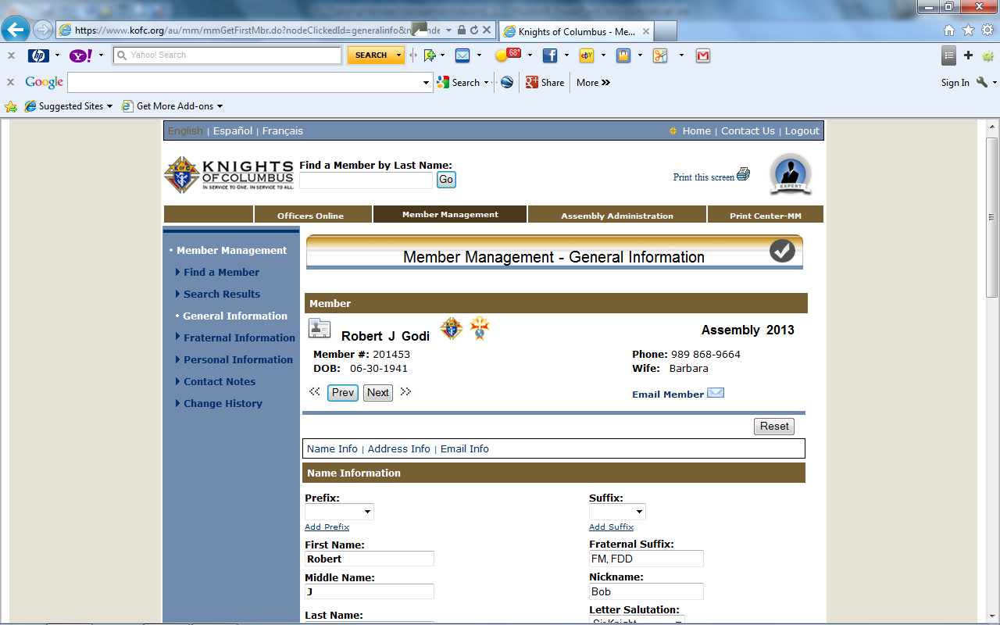 https://www.kofc.org/au/mm/mmGetFirstMbr.do?nodeClickedId=generalinfo&
Knights of Columbus - Me...
Yahoo! Search
SEARCH
68°
Google
Search
Share
More
Sign In
Suggested Sites
Get More Add-ons
English | Español | Français
Home | Contact Us | Logout
KNIGHTS
OF COLUMBUS
IN SERVICE TO ONE. IN SERVICE TO ALL.
Find a Member by Last Name:
Go
Print this screen
EXPERT
Officers Online
Member Management
Assembly Administration
Print Center-MM
Member Management
Find a Member
Search Results
General Information
Fraternal Information
Personal Information
Contact Notes
Change History
Member Management - General Information
Member
Robert J Godi
Assembly 2013
Member #: 201453
Phone: 989 868-9664
DOB: 06-30-1941
Wife: Barbara
Prev
Next
Email Member
Reset
Name Info | Address Info | Email Info
Name Information
Prefix:
Suffix:
Add Prefix
Add Suffix
First Name:
Fraternal Suffix:
Robert
FM, FDD
Middle Name:
Nickname:
J
Bob
Last Name:
Letter Salutation:
Sir Knight